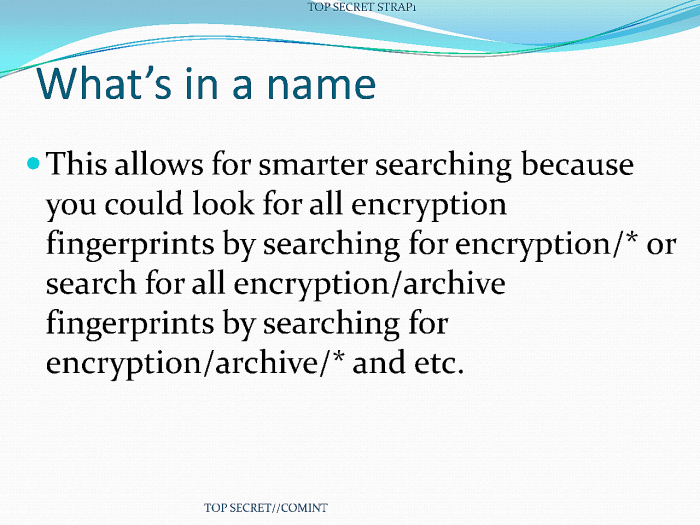 TOP SECRET STRAP1
What's in a name
This allows for smarter searching because
you could look for all encryption
fingerprints by searching for encryption/* or
search for all encryption/archive
fingerprints by searching for
encryption/archive/* and etc.
TOP SECRET//COMINT